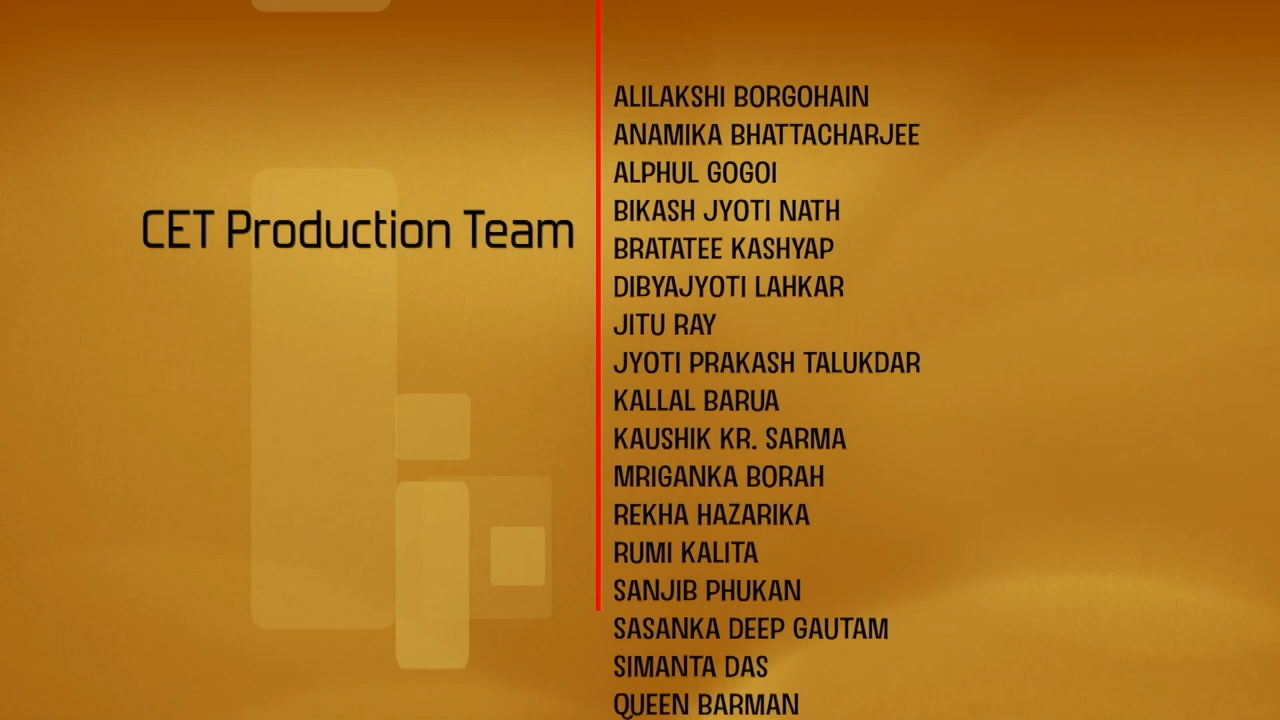 CET Production Team
ALILAKSHI BORGOHAIN
ANAMIKA BHATTACHARJEE
ALPHUL GOGOI
BIKASH JYOTI NATH
BRATATEE KASHYAP
DIBYAJYOTI LAHKAR
JITU RAY
JYOTI PRAKASH TALUKDAR
KALLAL BARUA
KAUSHIK KR. SARMA
MRIGANKA BORAH
REKHA HAZARIKA
RUMI KALITA
SANJIB PHUKAN
SASANKA DEEP GAUTAM
SIMANTA DAS
QUEEN BARMAN